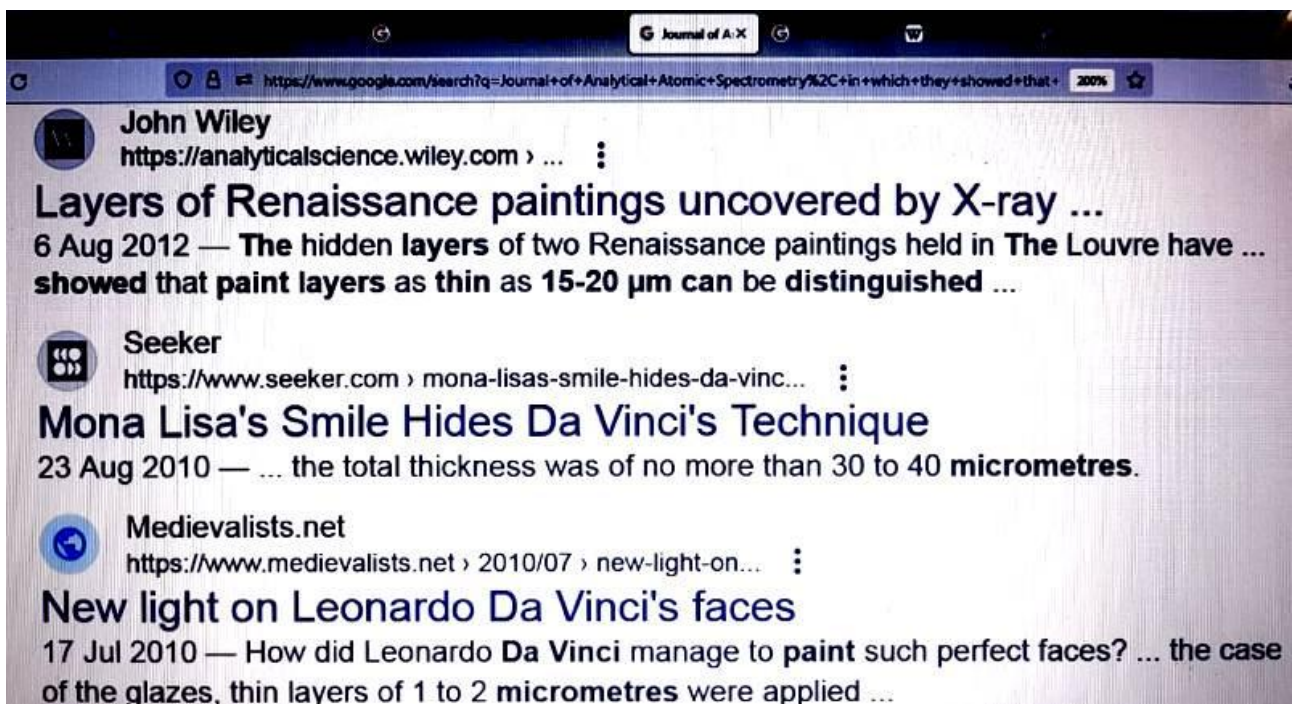 G Journal of A
https://www.google.com/search?q=Journal+of+Analytical+Atomic+Spectrometry%2C+in+which+they+showed+that+ 200%
John Wiley
https://analyticalscience.wiley.com › ...
Layers of Renaissance paintings uncovered by X-ray ...
6 Aug 2012 — The hidden layers of two Renaissance paintings held in The Louvre have ...
showed that paint layers as thin as 15-20 µm can be distinguished ...
Seeker
https://www.seeker.com › mona-lisas-smile-hides-da-vinc...
Mona Lisa's Smile Hides Da Vinci's Technique
23 Aug 2010 — ... the total thickness was of no more than 30 to 40 micrometres.
Medievalists.net
https://www.medievalists.net › 2010/07 › new-light-on...
New light on Leonardo Da Vinci's faces
17 Jul 2010 — How did Leonardo Da Vinci manage to paint such perfect faces? ... the case
of the glazes, thin layers of 1 to 2 micrometres were applied ...